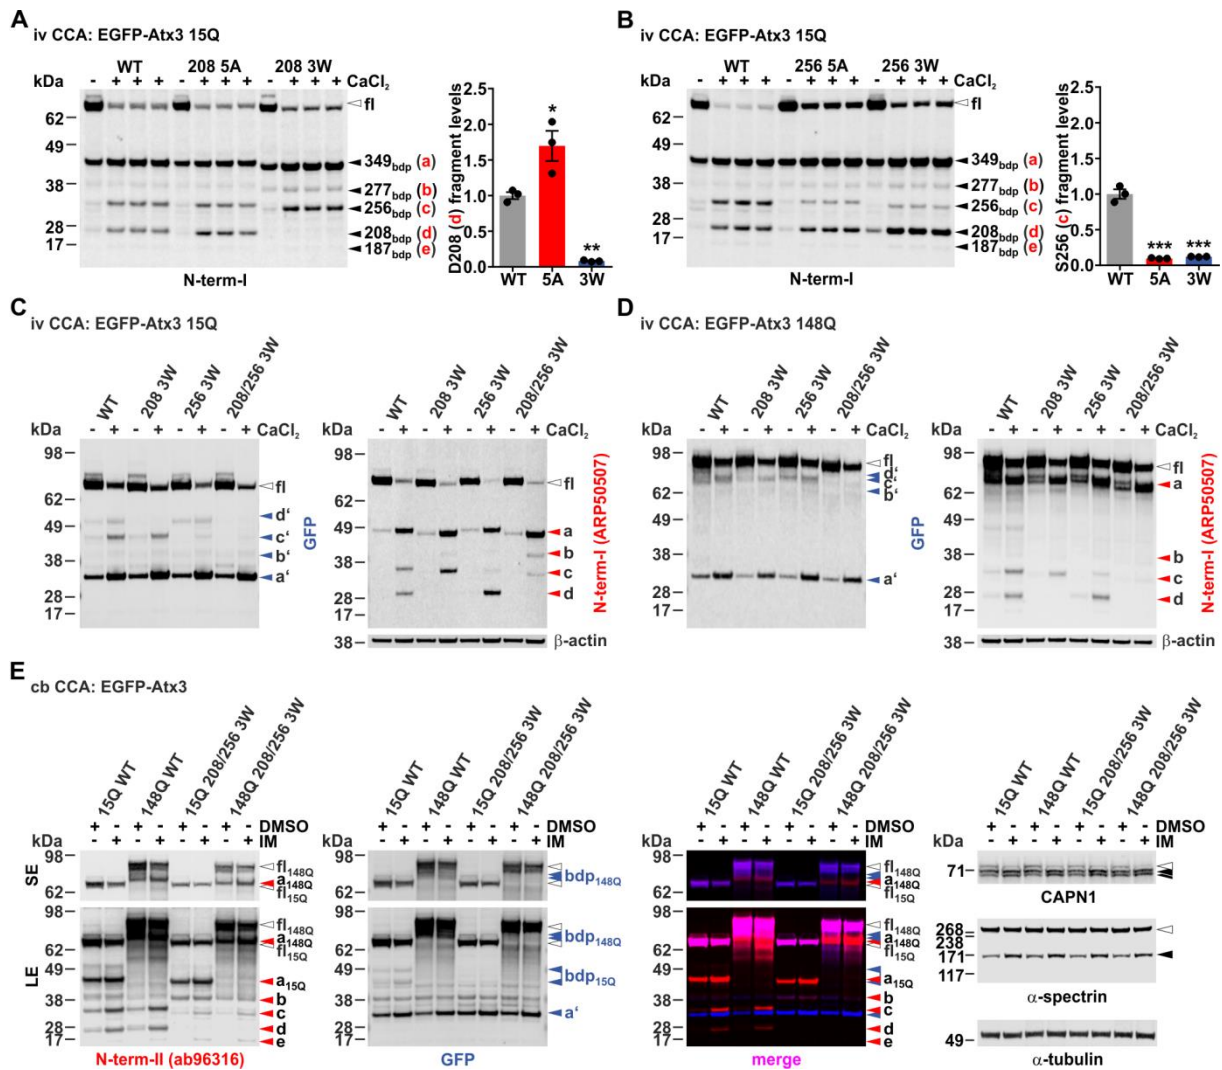 A
iv CCA: EGFP-Atx3 15Q
kDa
WT 208 5A 208 3W
- + + + - + + + - + + + CaCl2
fl
62
49
38
28
17
349bdp (a)
277bdp (b)
256bdp (c)
208bdp (d)
187bdp (e)
N-term-I
D208 (d) fragment levels
2.5
2.0
1.5
1.0
0.5
0.0
*
**
WT 5A 3W
B
iv CCA: EGFP-Atx3 15Q
kDa
WT 256 5A 256 3W
- + + + - + + + - + + + CaCl2
fl
62
49
38
28
17
349bdp (a)
277bdp (b)
256bdp (c)
208bdp (d)
187bdp (e)
N-term-I
S256 (c) fragment levels
2.5
2.0
1.5
1.0
0.5
0.0
*** ***
WT 5A 3W
C
iv CCA: EGFP-Atx3 15Q
WT 208 3W 256 3W 208/256 3W
kDa
- + - + - + - + CaCl2
98
62
49
38
28
17
fl
d'
c'
b'
a'
GFP
WT 208 3W 256 3W 208/256 3W
kDa
- + - + - + - + CaCl2
98
62
49
38
28
17
fl
a
b
c
d
N-term-I (ARP50507)
38
β-actin
D
iv CCA: EGFP-Atx3 148Q
WT 208 3W 256 3W 208/256 3W
kDa
- + - + - + - + CaCl2
98
62
49
38
28
17
fl
d'
c'
b'
a'
GFP
WT 208 3W 256 3W 208/256 3W
kDa
- + - + - + - + CaCl2
98
62
49
38
28
17
fl
a
b
c
d
N-term-I (ARP50507)
38
β-actin
E
cb CCA: EGFP-Atx3
15Q WT 148Q WT 15Q 208/256 3W 148Q 208/256 3W
+ - + - + - + - DMSO
kDa - + - + - + - + IM
SE
98
62
fl148Q
a148Q
fl15Q
LE
98
62
49
38
28
17
fl148Q
a148Q
fl15Q
a15Q
b
c
d
e
N-term-II (ab96316)
15Q WT 148Q WT 15Q 208/256 3W 148Q 208/256 3W
+ - + - + - + - DMSO
kDa - + - + - + - + IM
98
62
bdp148Q
98
62
49
38
28
17
bdp148Q
bdp15Q
a'
GFP
15Q WT 148Q WT 15Q 208/256 3W 148Q 208/256 3W
+ - + - + - + - DMSO
kDa - + - + - + - + IM
98
62
fl148Q
a148Q
fl15Q
98
62
49
38
28
17
fl148Q
a148Q
fl15Q
a15Q
b
c
d
e
merge
15Q WT 148Q WT 15Q 208/256 3W 148Q 208/256 3W
+ - + - + - + - DMSO
kDa - + - + - + - + IM
71
CAPN1
268
238
171
117
α-spectrin
49
α-tubulin